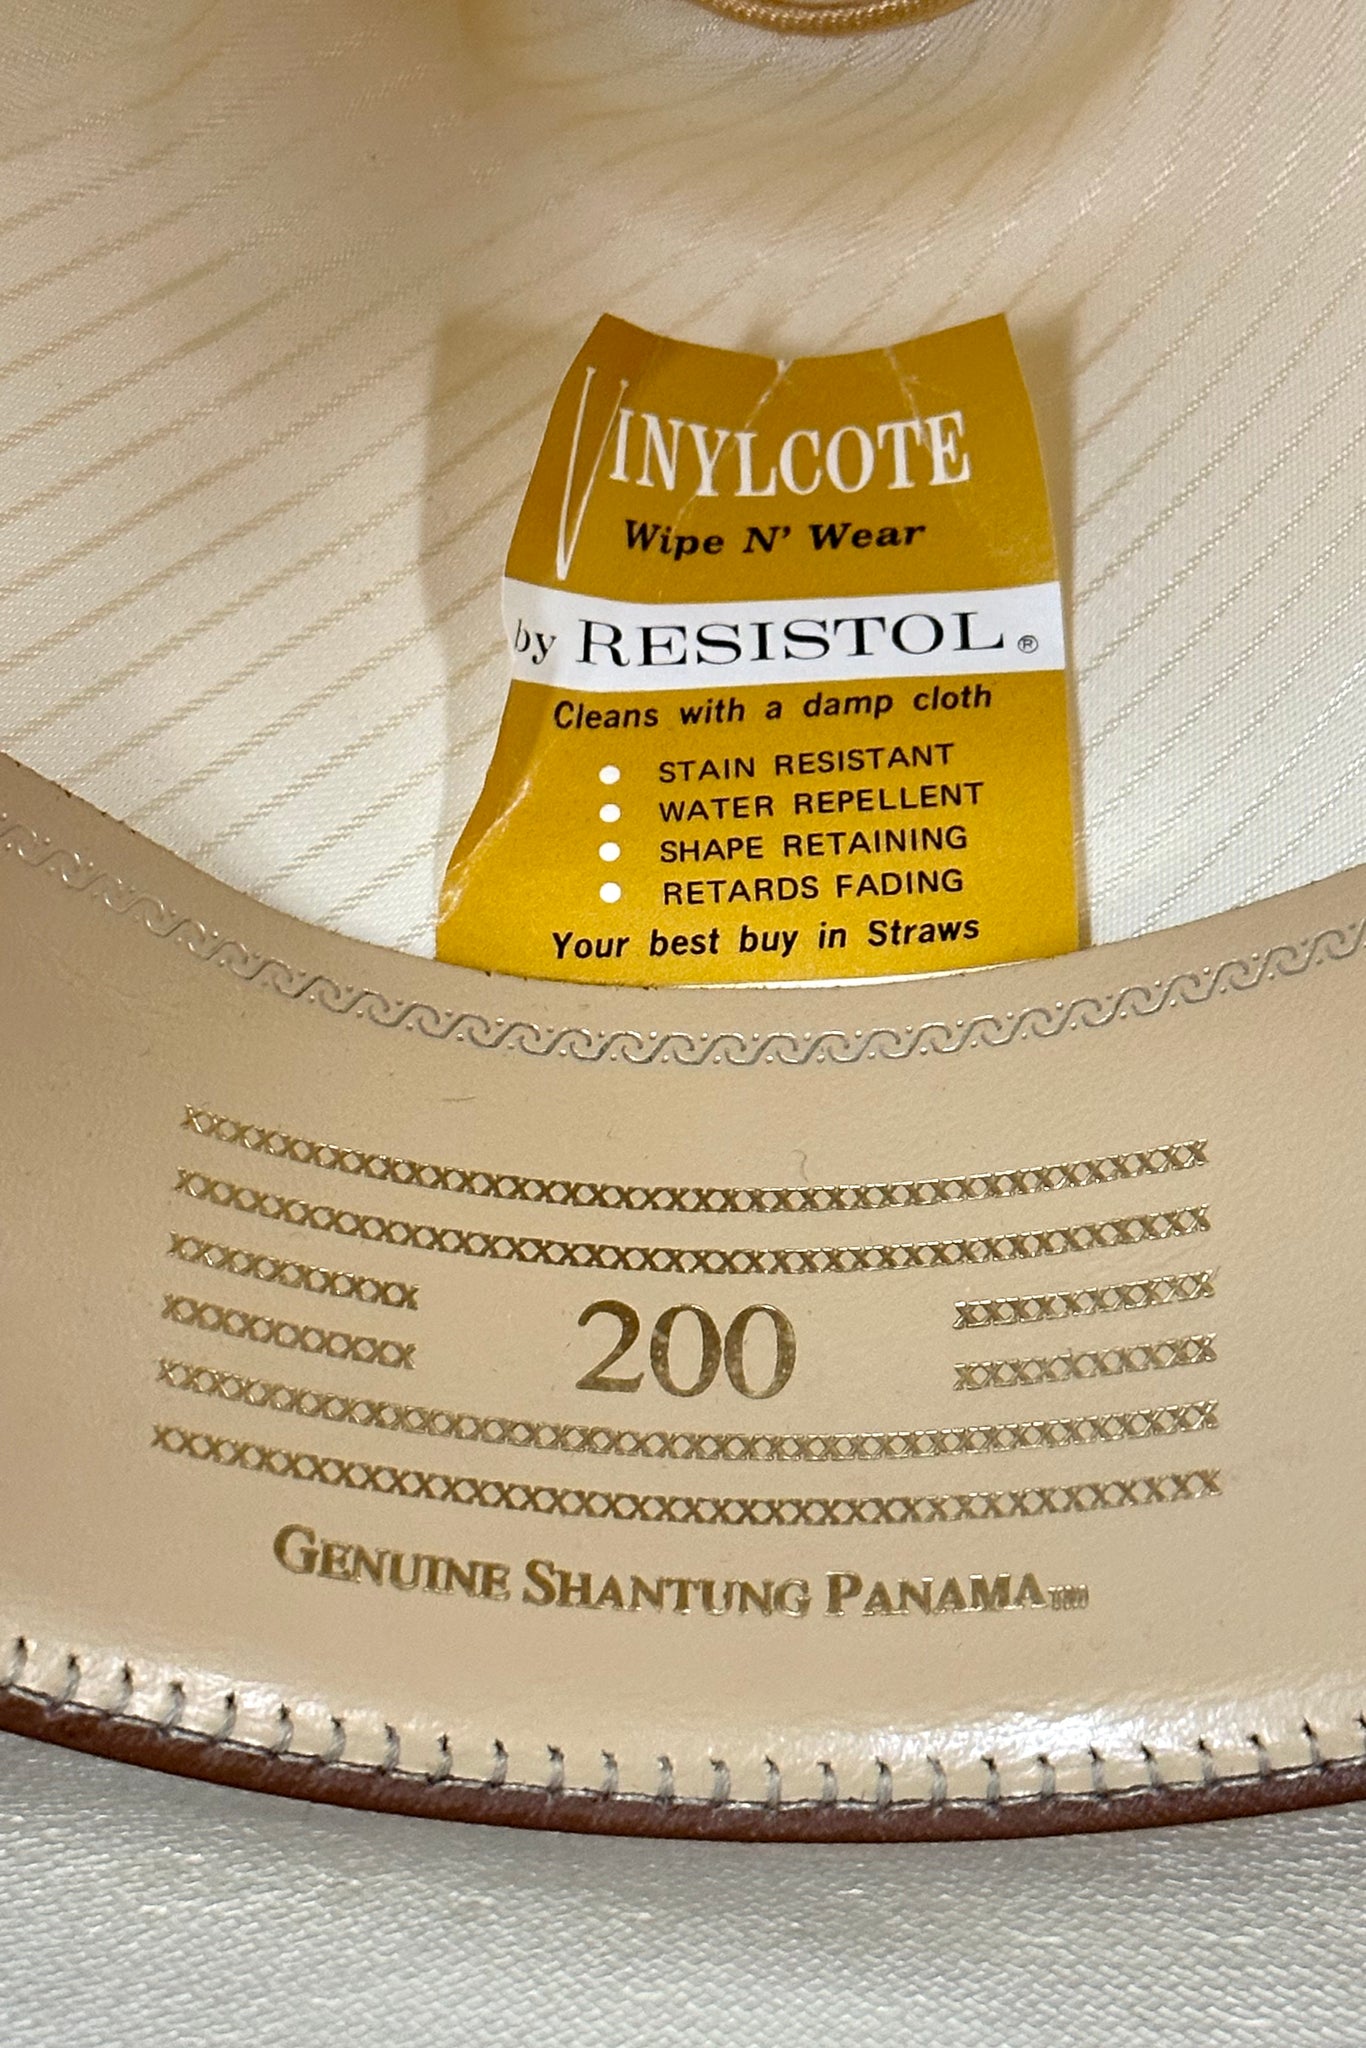 VINYLCOTE
Wipe N' Wear
by RESISTOL®
Cleans with a damp cloth
• STAIN RESISTANT
• WATER REPELLENT
• SHAPE RETAINING
• RETARDS FADING
Your best buy in Straws
200
GENUINE SHANTUNG PANAMA™